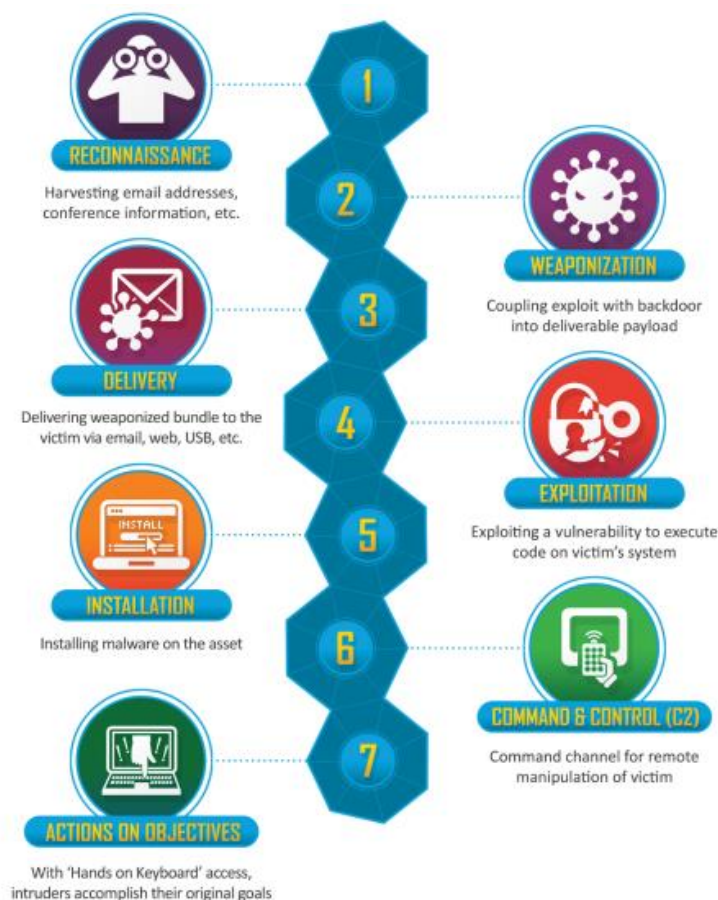 1
RECONNAISSANCE
Harvesting email addresses,
conference information, etc.
2
WEAPONIZATION
Coupling exploit with backdoor
into deliverable payload
3
DELIVERY
Delivering weaponized bundle to the
victim via email, web, USB, etc.
4
EXPLOITATION
Exploiting a vulnerability to execute
code on victim's system
5
INSTALL
INSTALLATION
Installing malware on the asset
6
COMMAND & CONTROL (C2)
Command channel for remote
manipulation of victim
7
ACTIONS ON OBJECTIVES
With 'Hands on Keyboard' access,
intruders accomplish their original goals